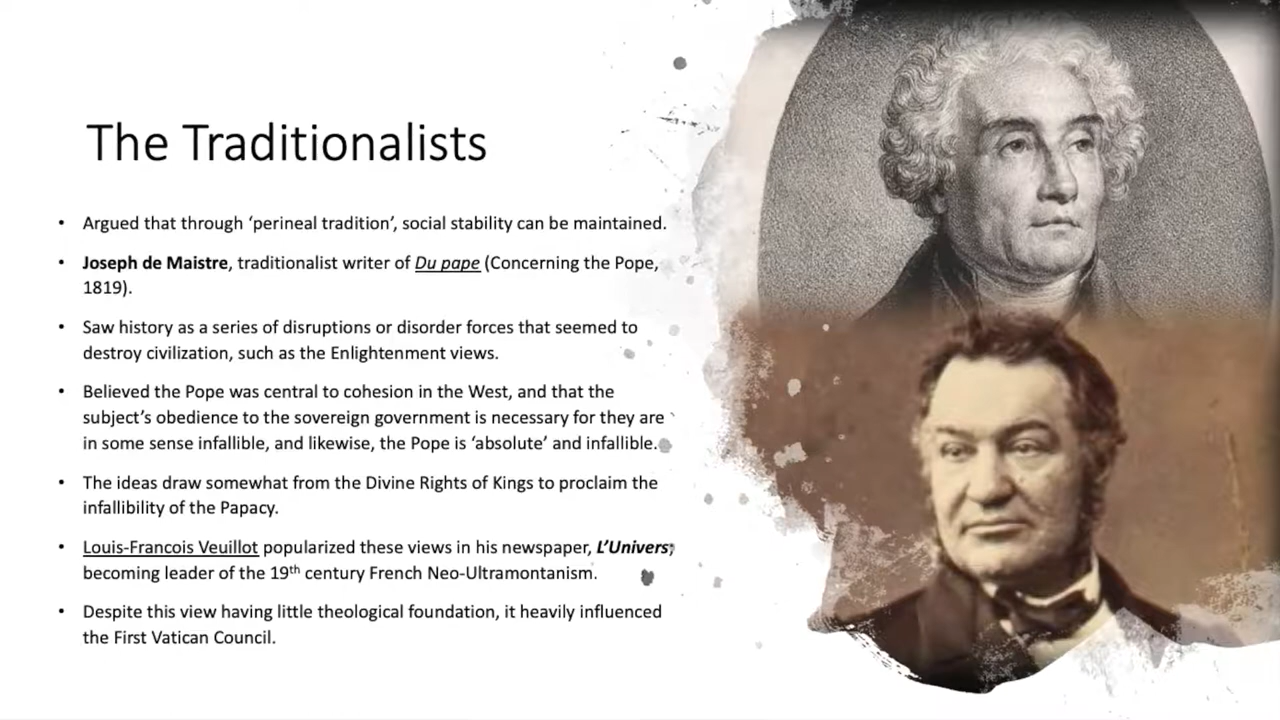 The Traditionalists
• Argued that through ‘perineal tradition’, social stability can be maintained.
• Joseph de Maistre, traditionalist writer of Du pape (Concerning the Pope,
1819).
• Saw history as a series of disruptions or disorder forces that seemed to
destroy civilization, such as the Enlightenment views.
• Believed the Pope was central to cohesion in the West, and that the
subject’s obedience to the sovereign government is necessary for they are
in some sense infallible, and likewise, the Pope is ‘absolute’ and infallible.
• The ideas draw somewhat from the Divine Rights of Kings to proclaim the
infallibility of the Papacy.
• Louis-Francois Veuillot popularized these views in his newspaper, L’Univers,
becoming leader of the 19th century French Neo-Ultramontanism.
• Despite this view having little theological foundation, it heavily influenced
the First Vatican Council.